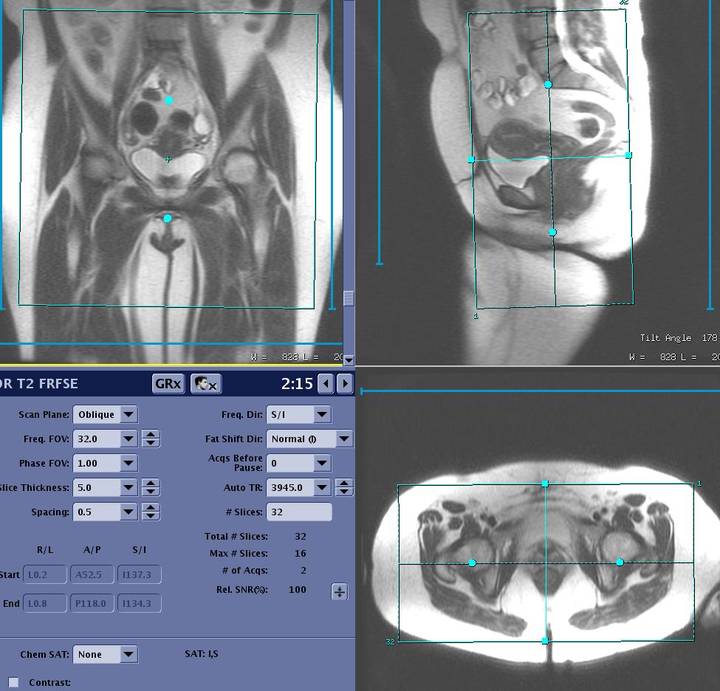 32
W = 828 L = 20
1
Tilt Angle 178
W = 828 L = 20
OR T2 FRFSE GRx x 2:15
Scan Plane: Oblique Freq. Dir: S/I
Freq. FOV: 32.0 Fat Shift Dir: Normal (I)
Phase FOV: 1.00 Acqs Before Pause: 0
Slice Thickness: 5.0 Auto TR: 3945.0
Spacing: 0.5 # Slices: 32
Total # Slices: 32
R/L A/P S/I Max # Slices: 16
# of Acqs: 2
Start L0.2 A52.5 I137.3 Rel. SNR(%): 100
End L0.8 P118.0 I134.3
Chem SAT: None SAT: I,S
Contrast:
1
32